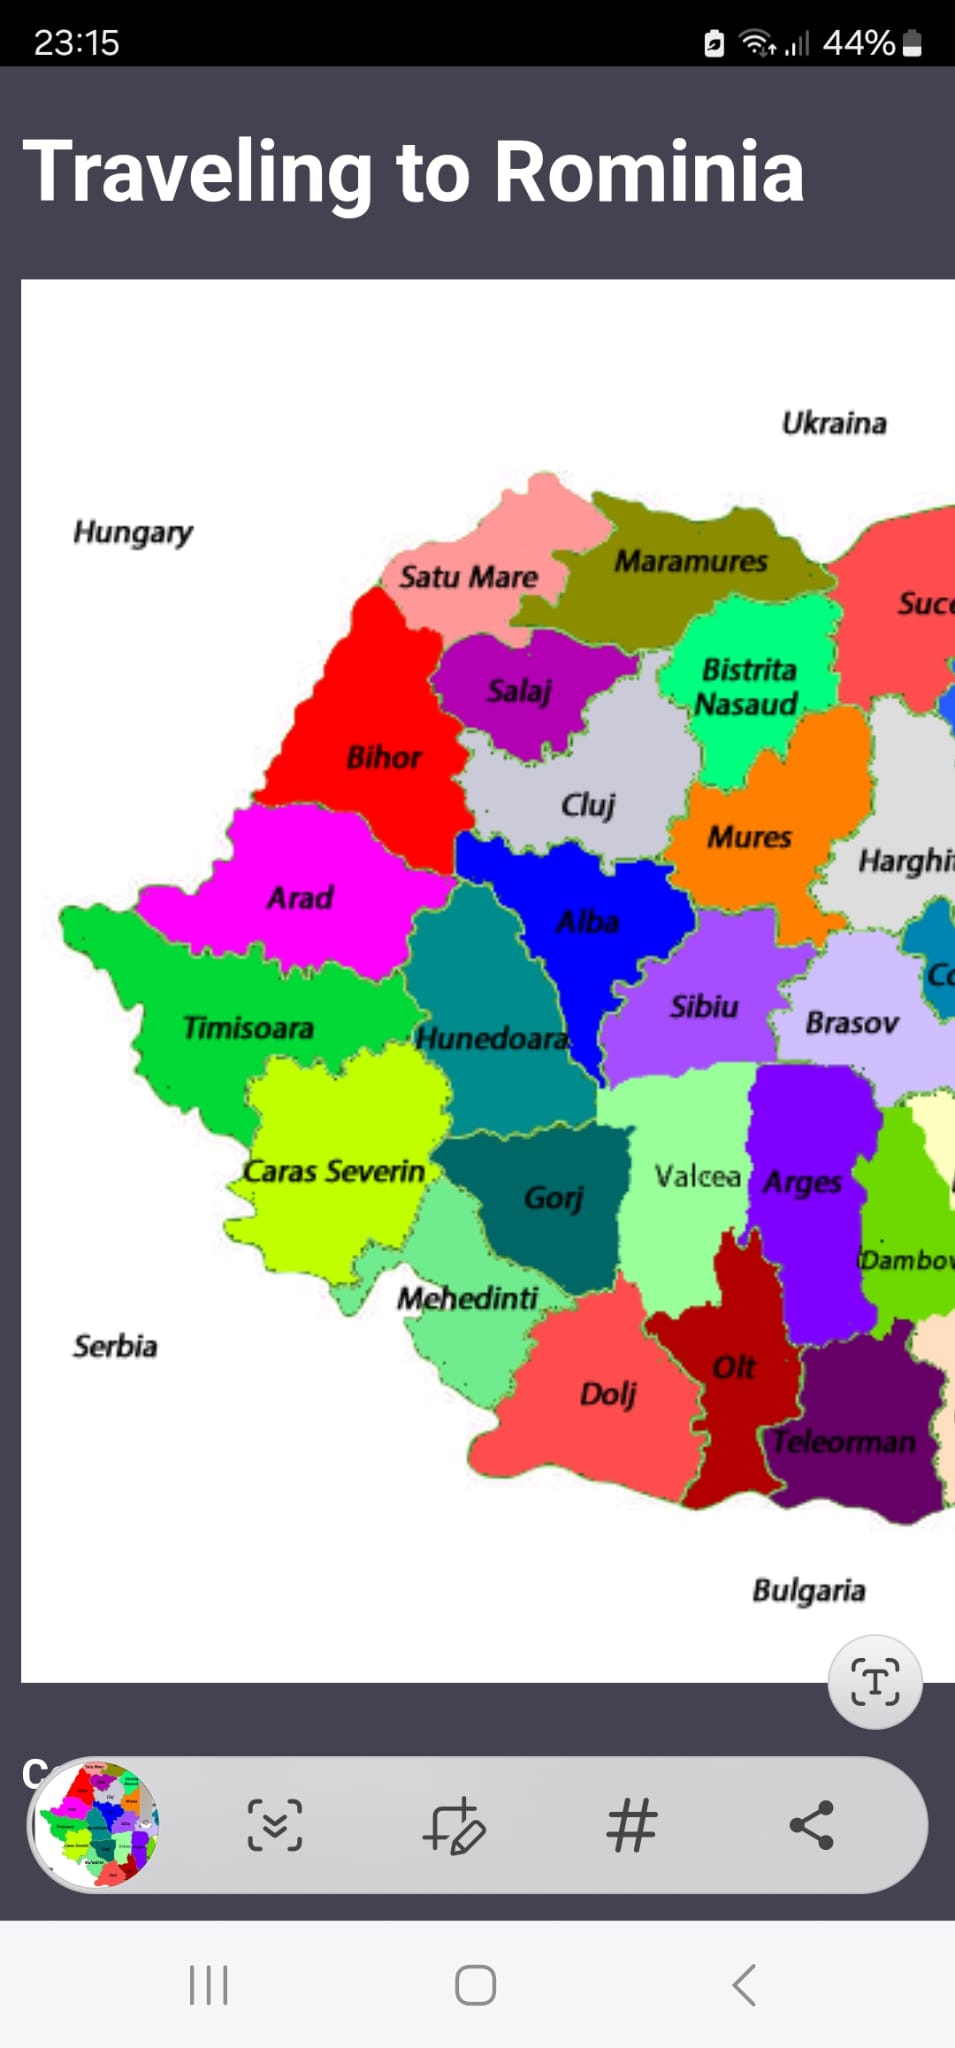 23:15
44%
Traveling to Rominia
Ukraina
Hungary
Satu Mare
Maramures
Suce
Bistrita
Nasaud
Salaj
Bihor
Cluj
Mures
Harghi
Arad
Alba
Co
Sibiu
Brasov
Timisoara
Hunedoara
Caras Severin
Valcea
Arges
Gorj
Dambov
Mehedinti
Serbia
Olt
Dolj
Teleorman
Bulgaria
T
C
#